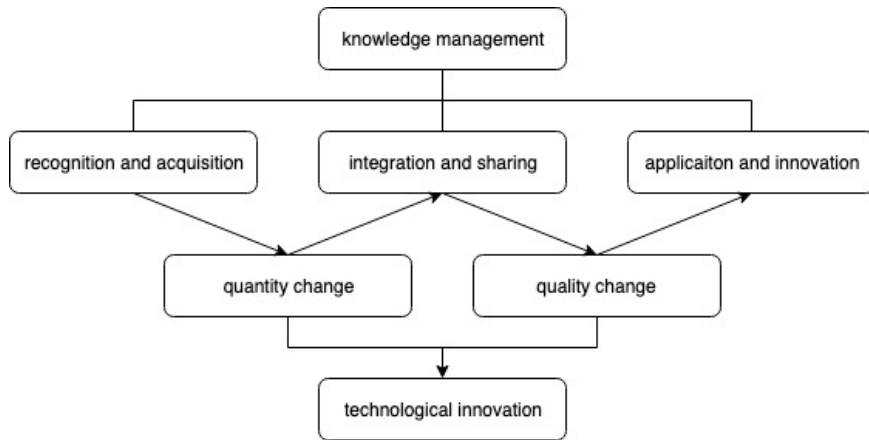 knowledge management
recognition and acquisition
integration and sharing
applicaiton and innovation
quantity change
quality change
technological innovation